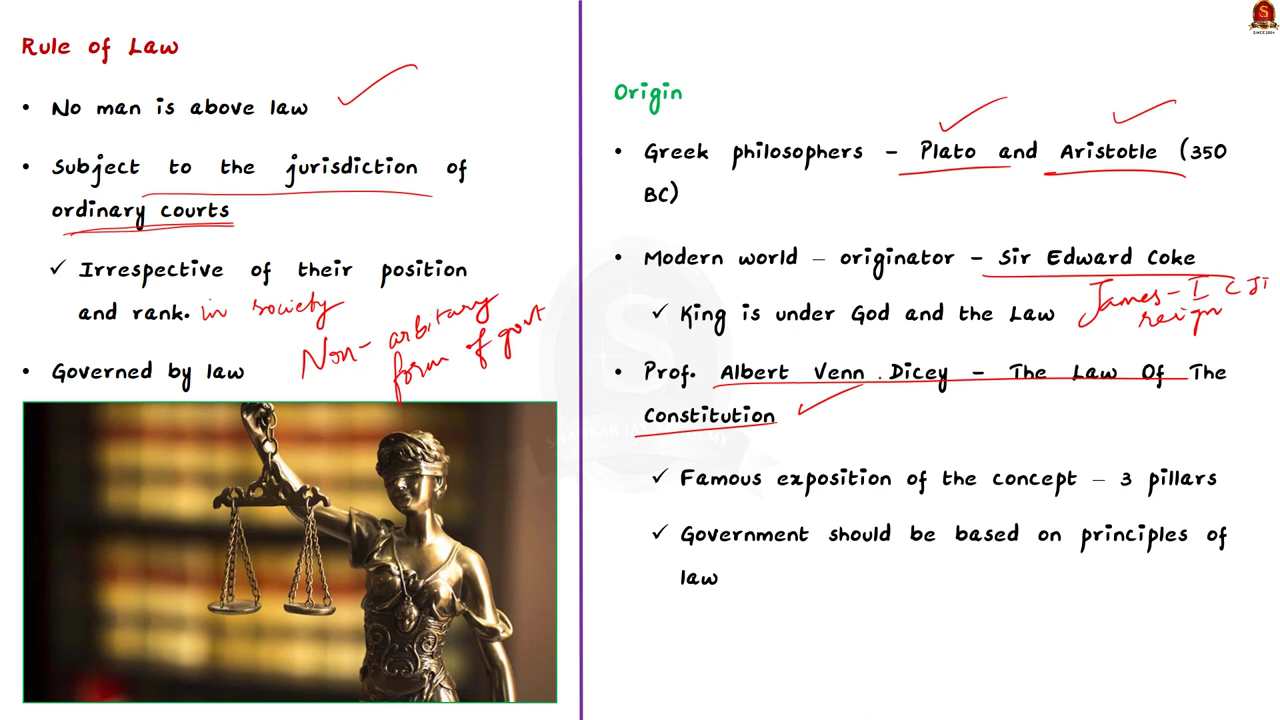 Rule of Law
• No man is above law
• Subject to the jurisdiction of
ordinary courts
✓ Irrespective of their position
and rank. in society
Non-arbitrary
form of govt
• Governed by law
Origin
• Greek philosophers – Plato and Aristotle (350
BC)
• Modern world – originator – Sir Edward Coke
✓ King is under God and the Law
James-I CJI
reign
• Prof. Albert Venn Dicey – The Law Of The
Constitution
✓ Famous exposition of the concept – 3 pillars
✓ Government should be based on principles of
law
S
SINCE 2004